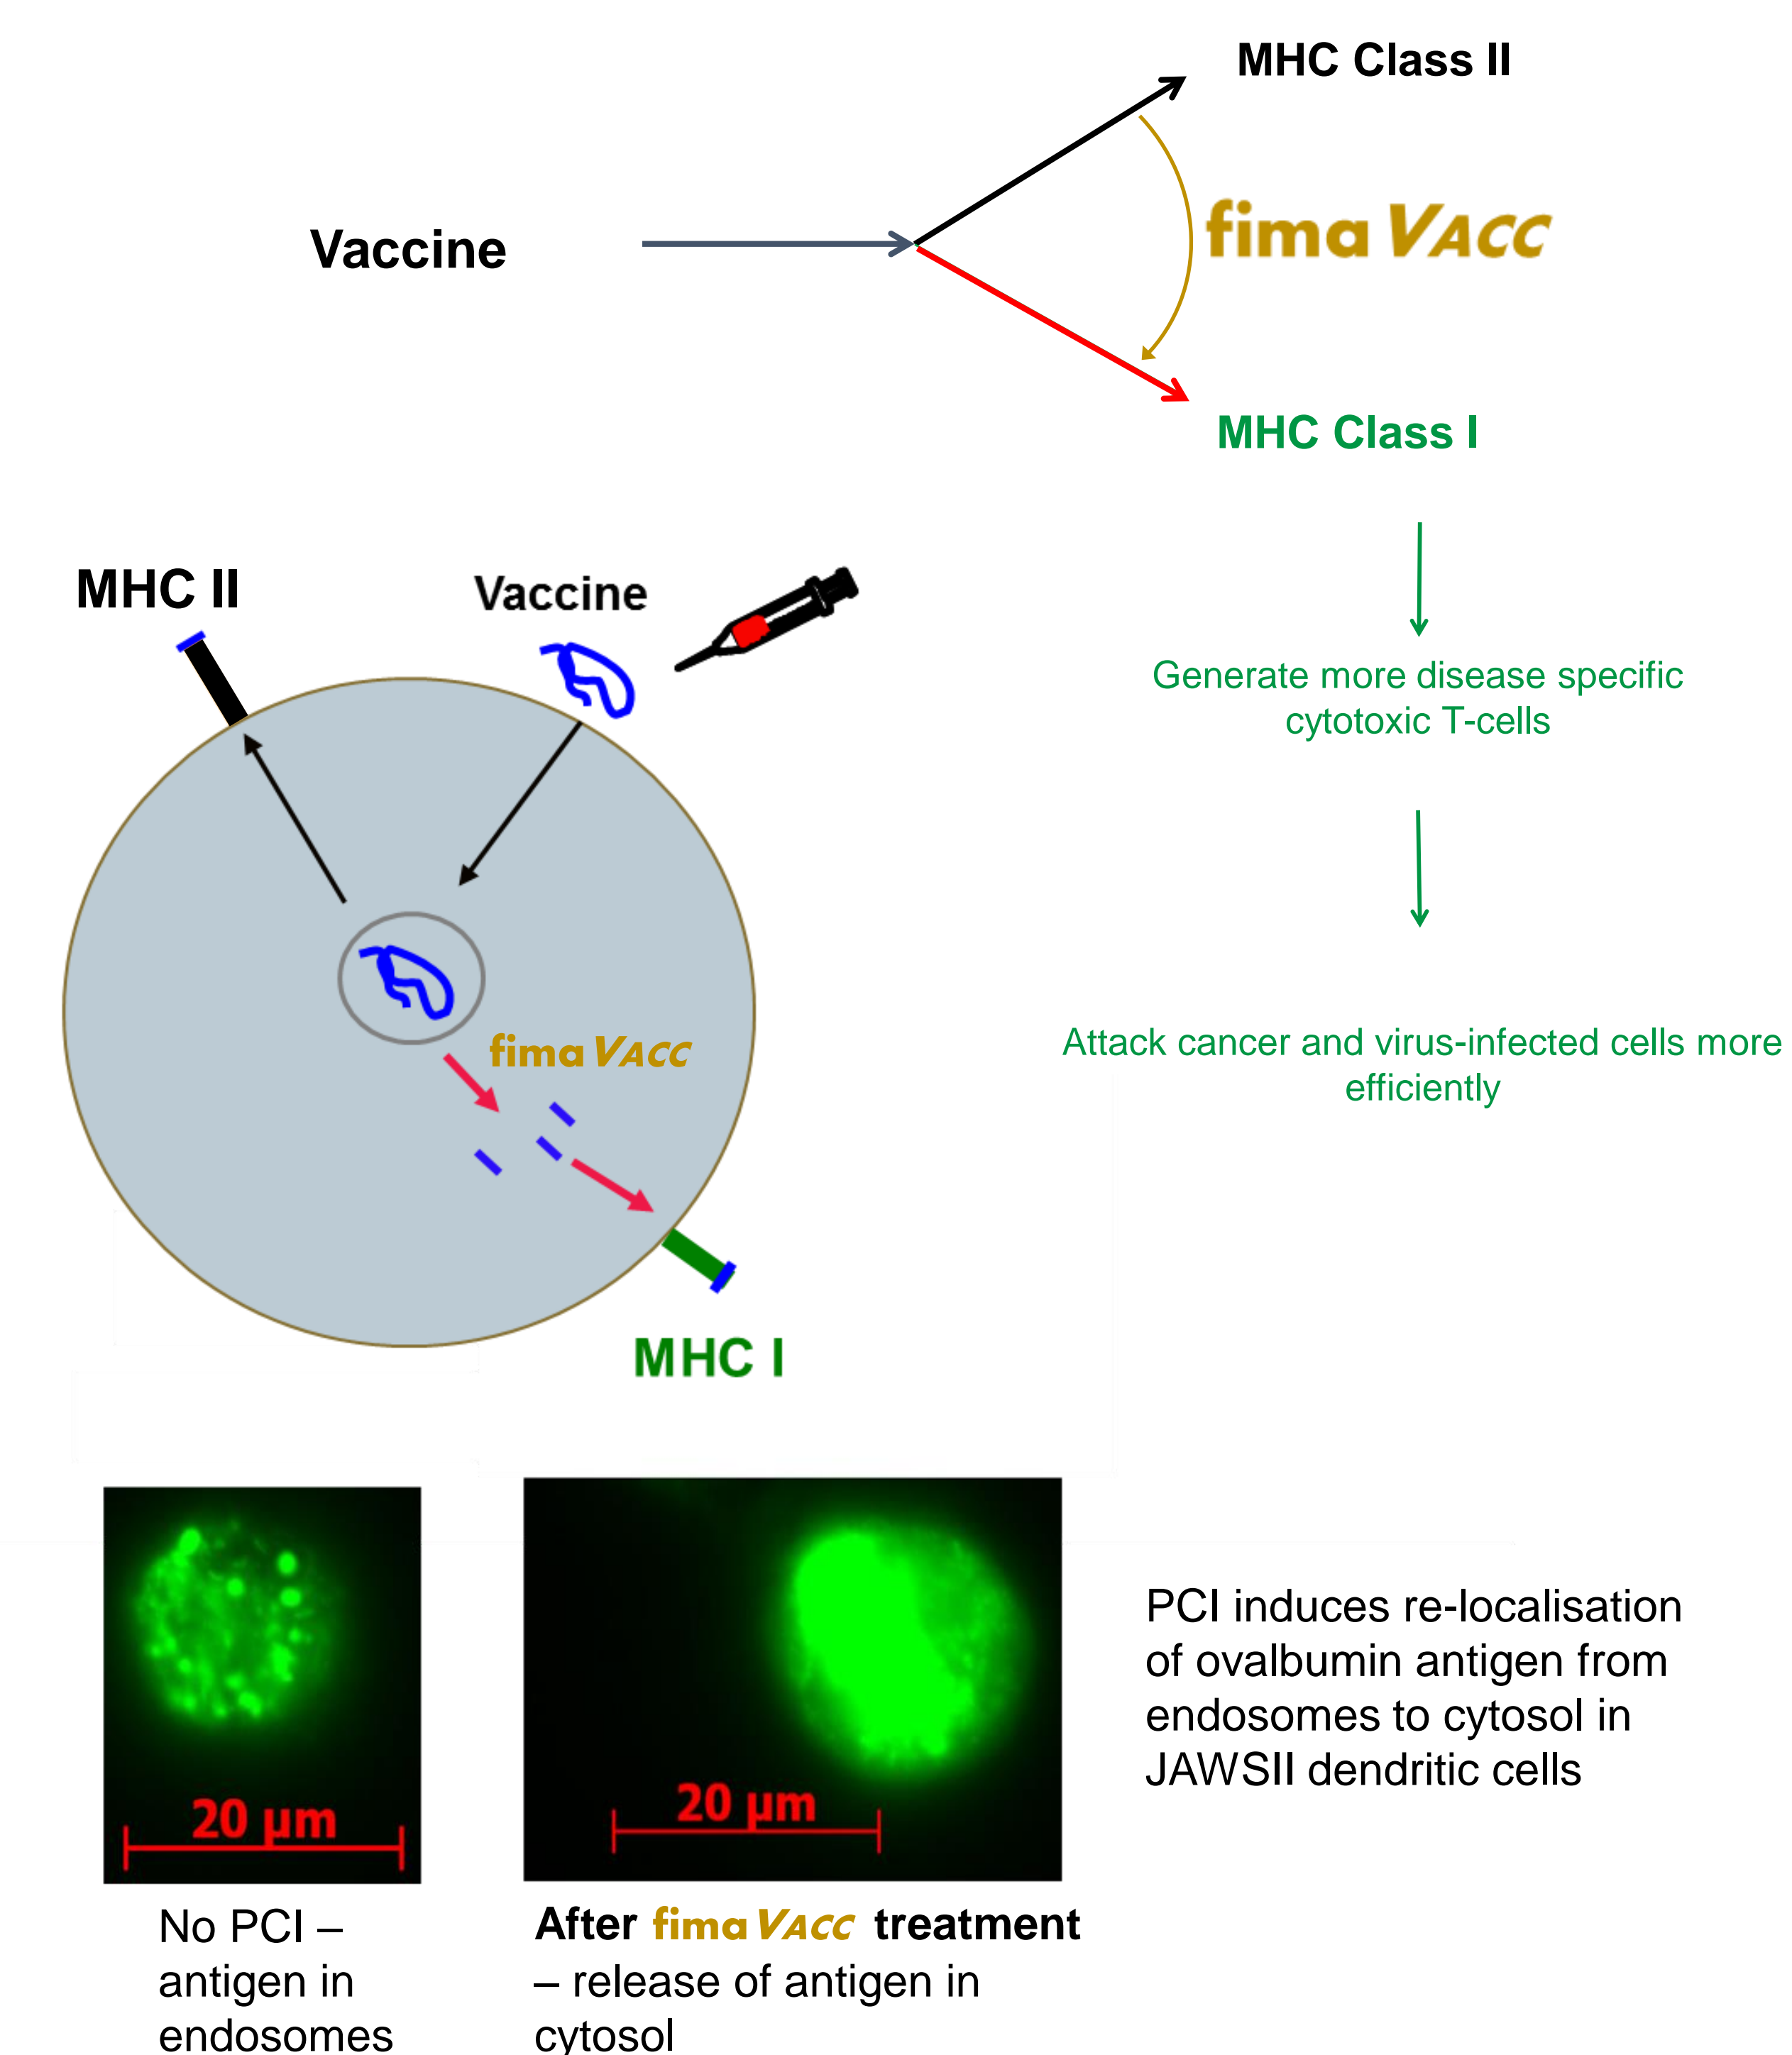 MHC Class II
Vaccine
fima VACC
MHC Class I
MHC II
Vaccine
Generate more disease specific
cytotoxic T-cells
fima VACC
Attack cancer and virus-infected cells more
efficiently
MHC I
20 µm
20 µm
PCI induces re-localisation
of ovalbumin antigen from
endosomes to cytosol in
JAWSII dendritic cells
No PCI –
antigen in
endosomes
After fima VACC treatment
– release of antigen in
cytosol